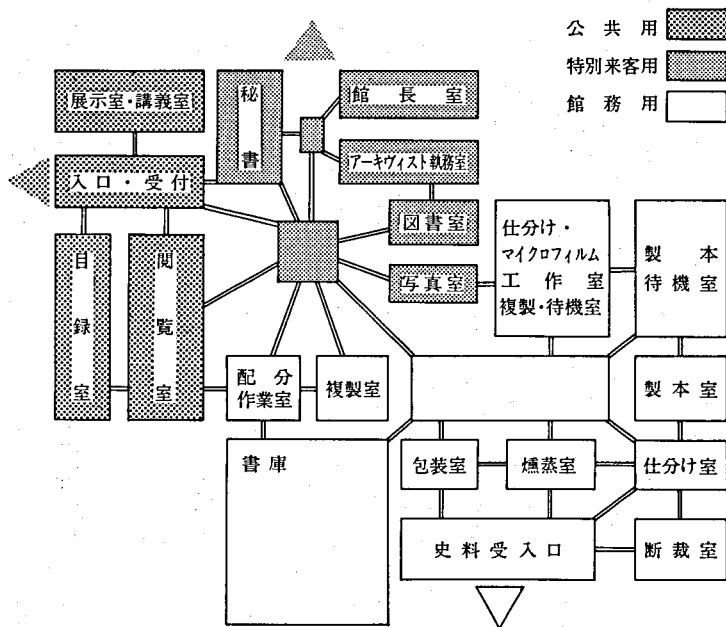 公共用
特別来客用
館務用
展示室・講義室
秘書
館長室
アーキヴィスト執務室
入口・受付
図書室
目録室
閲覧室
写真室
仕分け・
マイクロフィルム
工作室
複製・待機室
製本
待機室
配分
作業室
複製室
製本室
書庫
包装室
燻蒸室
仕分け室
史料受入口
断裁室